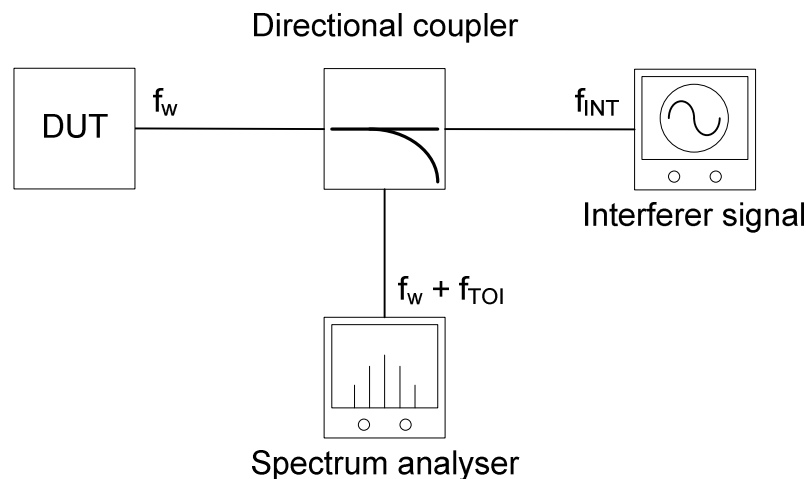 Directional coupler
DUT
f_w
f_INT
Interferer signal
f_w + f_TOI
Spectrum analyser